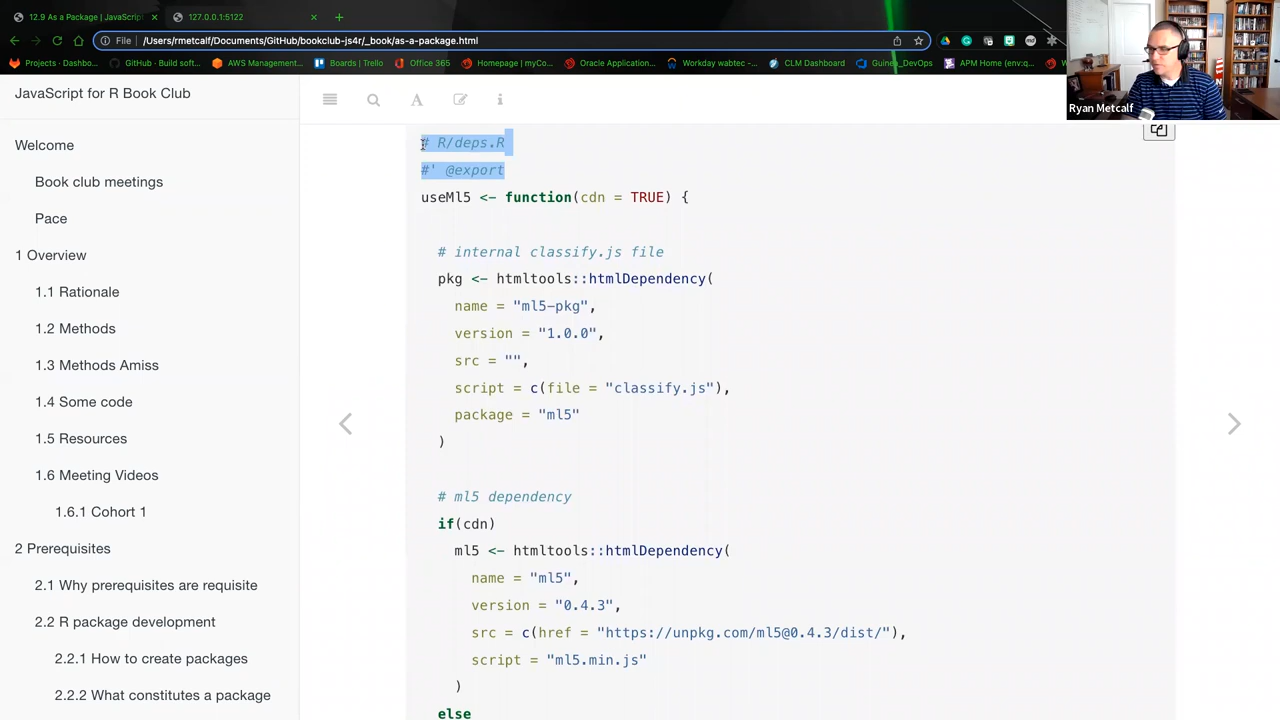 12.9 As a Package | JavaScript
127.0.0.1:5122
File
/Users/rmetcalf/Documents/GitHub/bookclub-js4r/_book/as-a-package.html
Projects · Dashbo...
GitHub · Build soft...
AWS Management...
Boards | Trello
Office 365
Homepage | myCo...
Oracle Application...
Workday wabtec -...
CLM Dashboard
Guinea_DevOps
APM Home (env:q...
Ryan Metcalf
JavaScript for R Book Club
Welcome
Book club meetings
Pace
1 Overview
1.1 Rationale
1.2 Methods
1.3 Methods Amiss
1.4 Some code
1.5 Resources
1.6 Meeting Videos
1.6.1 Cohort 1
2 Prerequisites
2.1 Why prerequisites are requisite
2.2 R package development
2.2.1 How to create packages
2.2.2 What constitutes a package
# R/deps.R
#' @export
useMl5 <- function(cdn = TRUE) {
# internal classify.js file
pkg <- htmltools::htmlDependency(
name = "ml5-pkg",
version = "1.0.0",
src = "",
script = c(file = "classify.js"),
package = "ml5"
)
# ml5 dependency
if(cdn)
ml5 <- htmltools::htmlDependency(
name = "ml5",
version = "0.4.3",
src = c(href = "https://unpkg.com/ml5@0.4.3/dist/"),
script = "ml5.min.js"
)
else